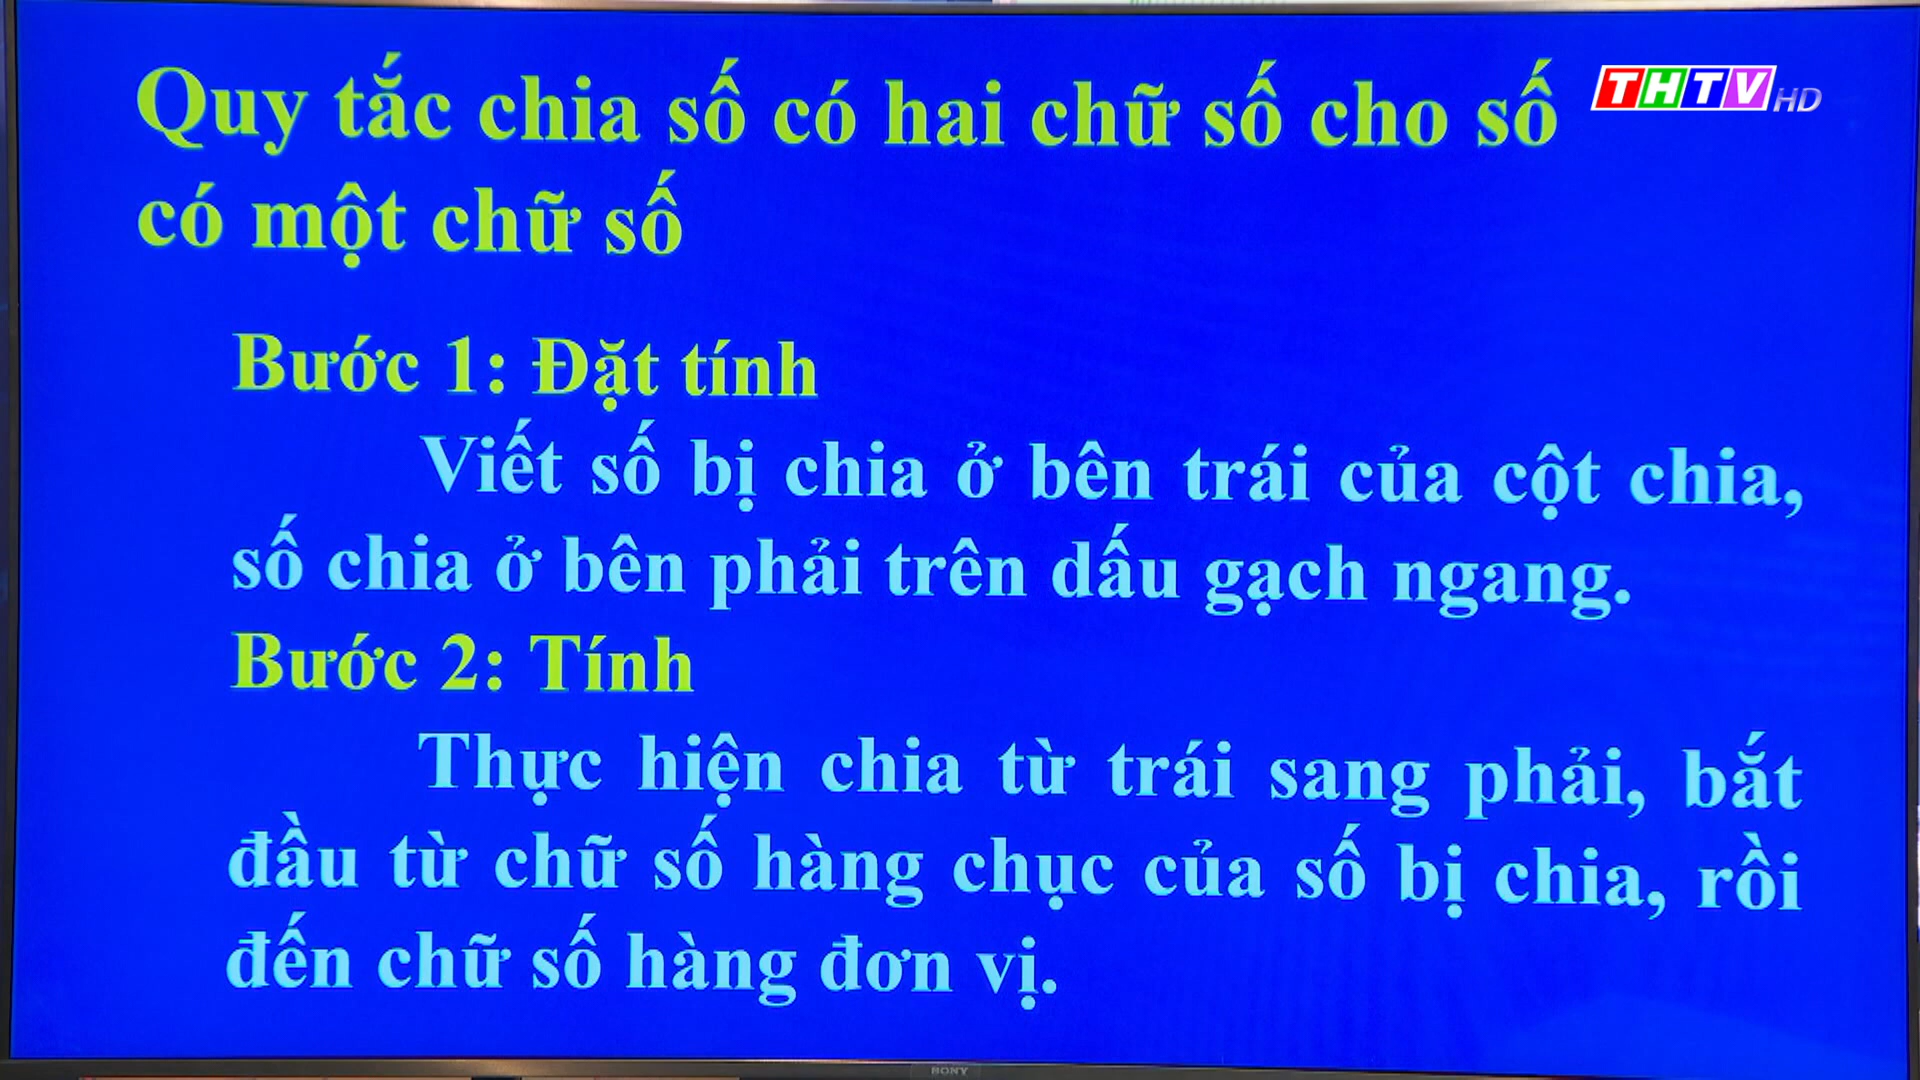 Quy tắc chia số có hai chữ số cho số
có một chữ số
THTV HD
Bước 1: Đặt tính
Viết số bị chia ở bên trái của cột chia,
số chia ở bên phải trên dấu gạch ngang.
Bước 2: Tính
Thực hiện chia từ trái sang phải, bắt
đầu từ chữ số hàng chục của số bị chia, rồi
đến chữ số hàng đơn vị.
SONY